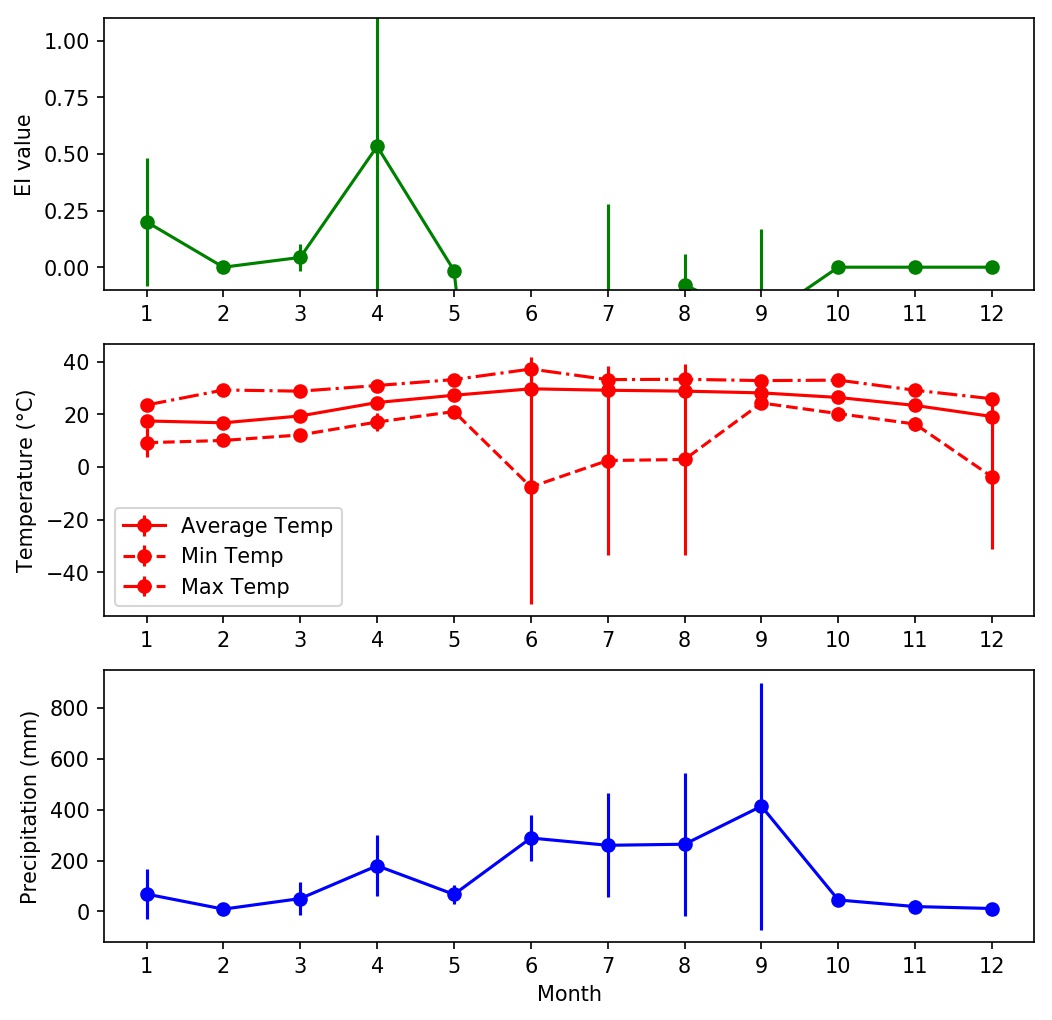 EI value
1.00
0.75
0.50
0.25
0.00
1 2 3 4 5 6 7 8 9 10 11 12
Temperature (°C)
40
20
0
−20
−40
Average Temp
Min Temp
Max Temp
1 2 3 4 5 6 7 8 9 10 11 12
Precipitation (mm)
800
600
400
200
0
1 2 3 4 5 6 7 8 9 10 11 12
Month